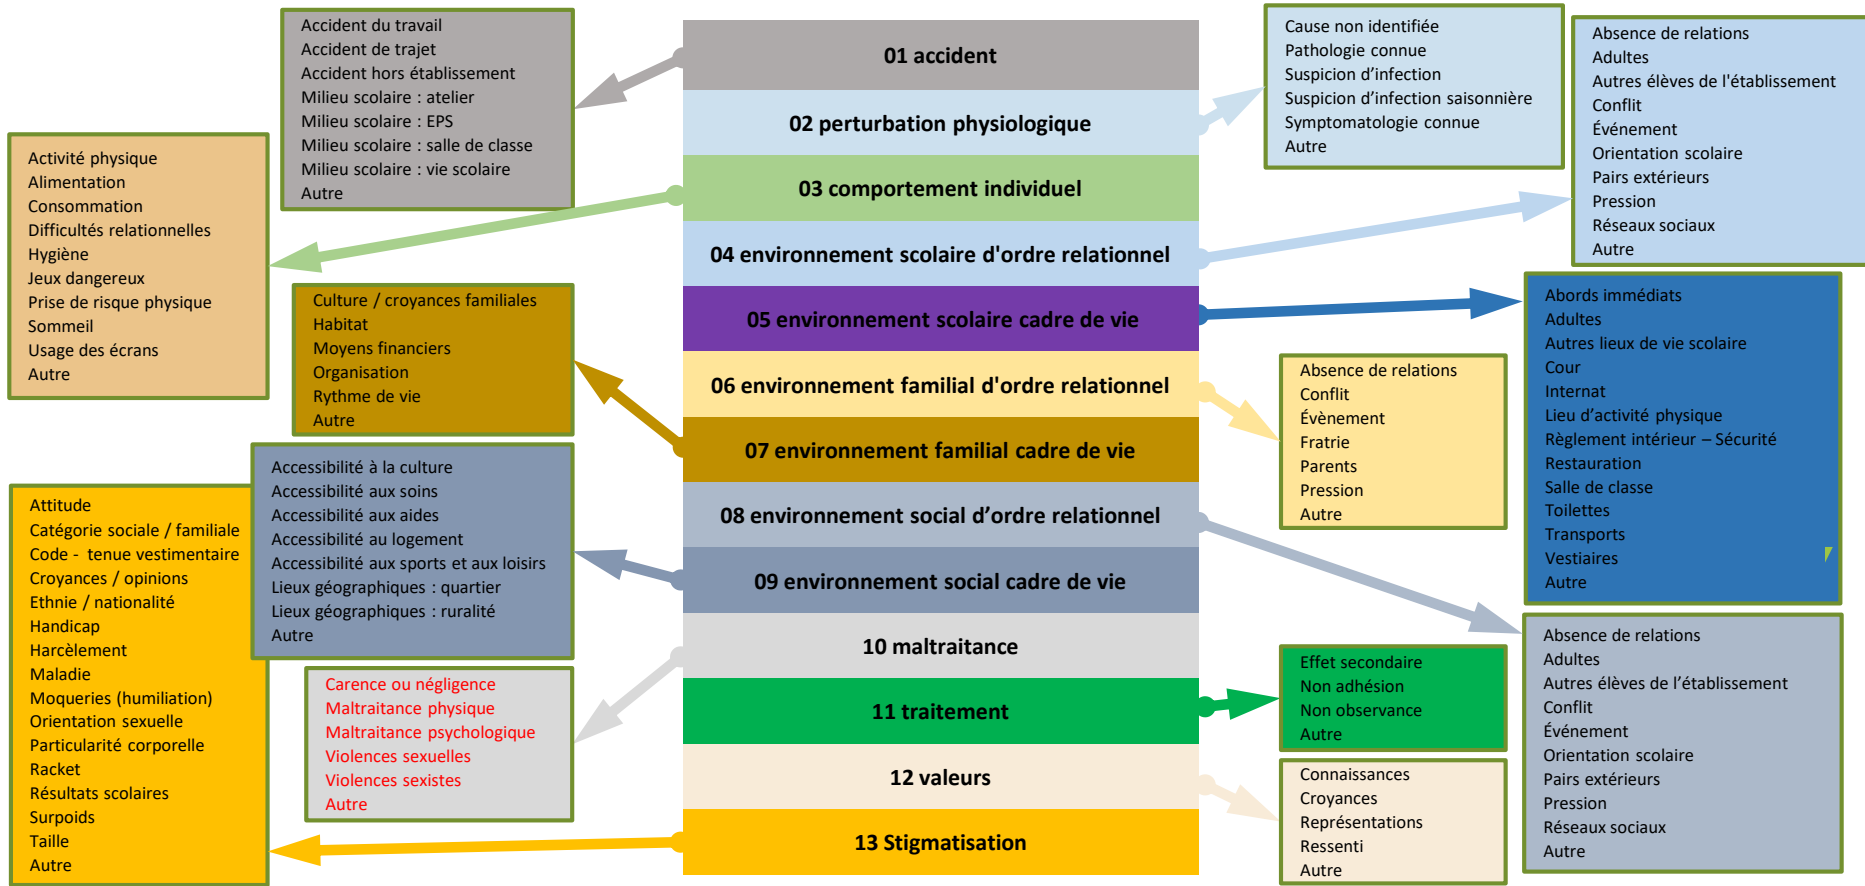 01 accident
02 perturbation physiologique
03 comportement individuel
04 environnement scolaire d'ordre relationnel
05 environnement scolaire cadre de vie
06 environnement familial d'ordre relationnel
07 environnement familial cadre de vie
08 environnement social d’ordre relationnel
09 environnement social cadre de vie
10 maltraitance
11 traitement
12 valeurs
13 Stigmatisation
Accident du travail
Accident de trajet
Accident hors établissement
Milieu scolaire : atelier
Milieu scolaire : EPS
Milieu scolaire : salle de classe
Milieu scolaire : vie scolaire
Autre
Cause non identifiée
Pathologie connue
Suspicion d’infection
Suspicion d’infection saisonnière
Symptomatologie connue
Autre
Activité physique
Alimentation
Consommation
Difficultés relationnelles
Hygiène
Jeux dangereux
Prise de risque physique
Sommeil
Usage des écrans
Autre
Absence de relations
Adultes
Autres élèves de l'établissement
Conflit
Événement
Orientation scolaire
Pairs extérieurs
Pression
Réseaux sociaux
Autre
Abords immédiats
Adultes
Autres lieux de vie scolaire
Cour
Internat
Lieu d’activité physique
Règlement intérieur – Sécurité
Restauration
Salle de classe
Toilettes
Transports
Vestiaires
Autre
Absence de relations
Conflit
Évènement
Fratrie
Parents
Pression
Autre
Culture / croyances familiales
Habitat
Moyens financiers
Organisation
Rythme de vie
Autre
Absence de relations
Adultes
Autres élèves de l’établissement
Conflit
Événement
Orientation scolaire
Pairs extérieurs
Pression
Réseaux sociaux
Autre
Accessibilité à la culture
Accessibilité aux soins
Accessibilité aux aides
Accessibilité au logement
Accessibilité aux sports et aux loisirs
Lieux géographiques : quartier
Lieux géographiques : ruralité
Autre
Carence ou négligence
Maltraitance physique
Maltraitance psychologique
Violences sexuelles
Violences sexistes
Autre
Effet secondaire
Non adhésion
Non observance
Autre
Connaissances
Croyances
Représentations
Ressenti
Autre
Attitude
Catégorie sociale / familiale
Code - tenue vestimentaire
Croyances / opinions
Ethnie / nationalité
Handicap
Harcèlement
Maladie
Moqueries (humiliation)
Orientation sexuelle
Particularité corporelle
Racket
Résultats scolaires
Surpoids
Taille
Autre